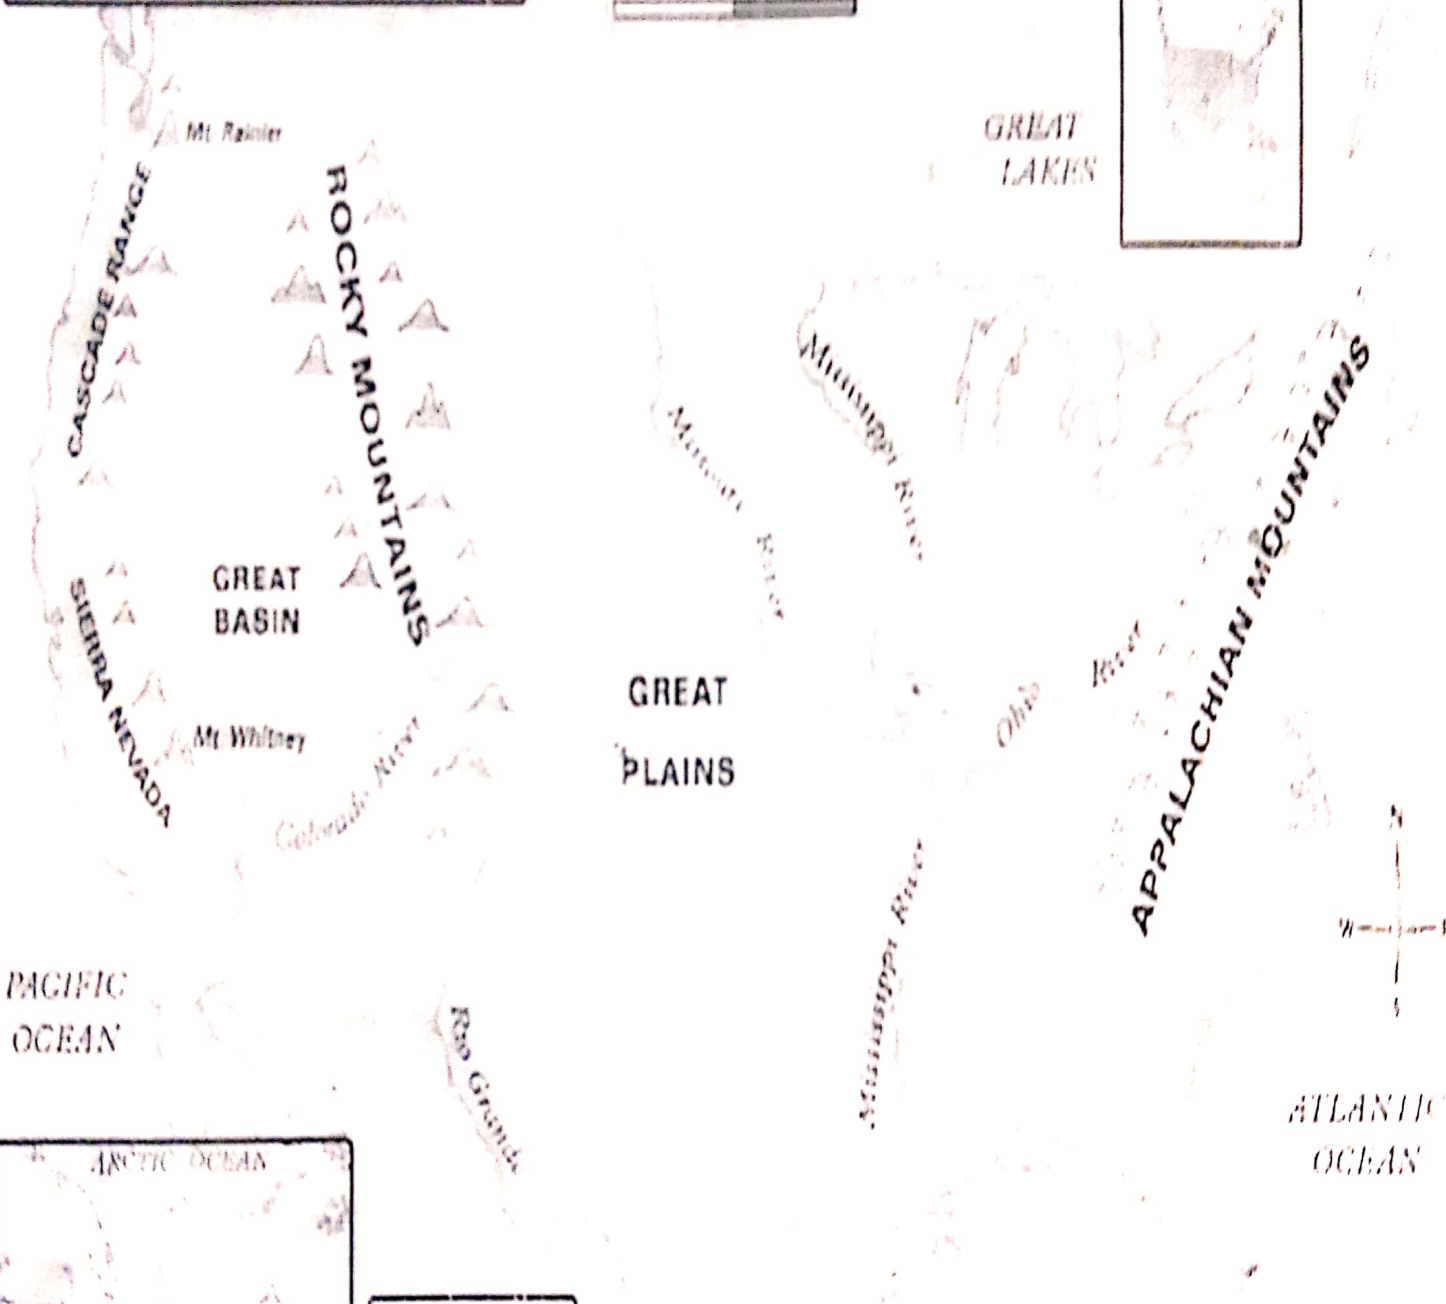 Mt. Rainier
GREAT
LAKES
CASCADE RANGE
ROCKY MOUNTAINS
Mississippi River
Missouri River
APPALACHIAN MOUNTAINS
GREAT
BASIN
SIERRA NEVADA
GREAT
PLAINS
Ohio River
Mt. Whitney
Colorado River
N
W
S
Mississippi River
PACIFIC
OCEAN
Rio Grande
ATLANTIC
OCEAN
ARCTIC OCEAN